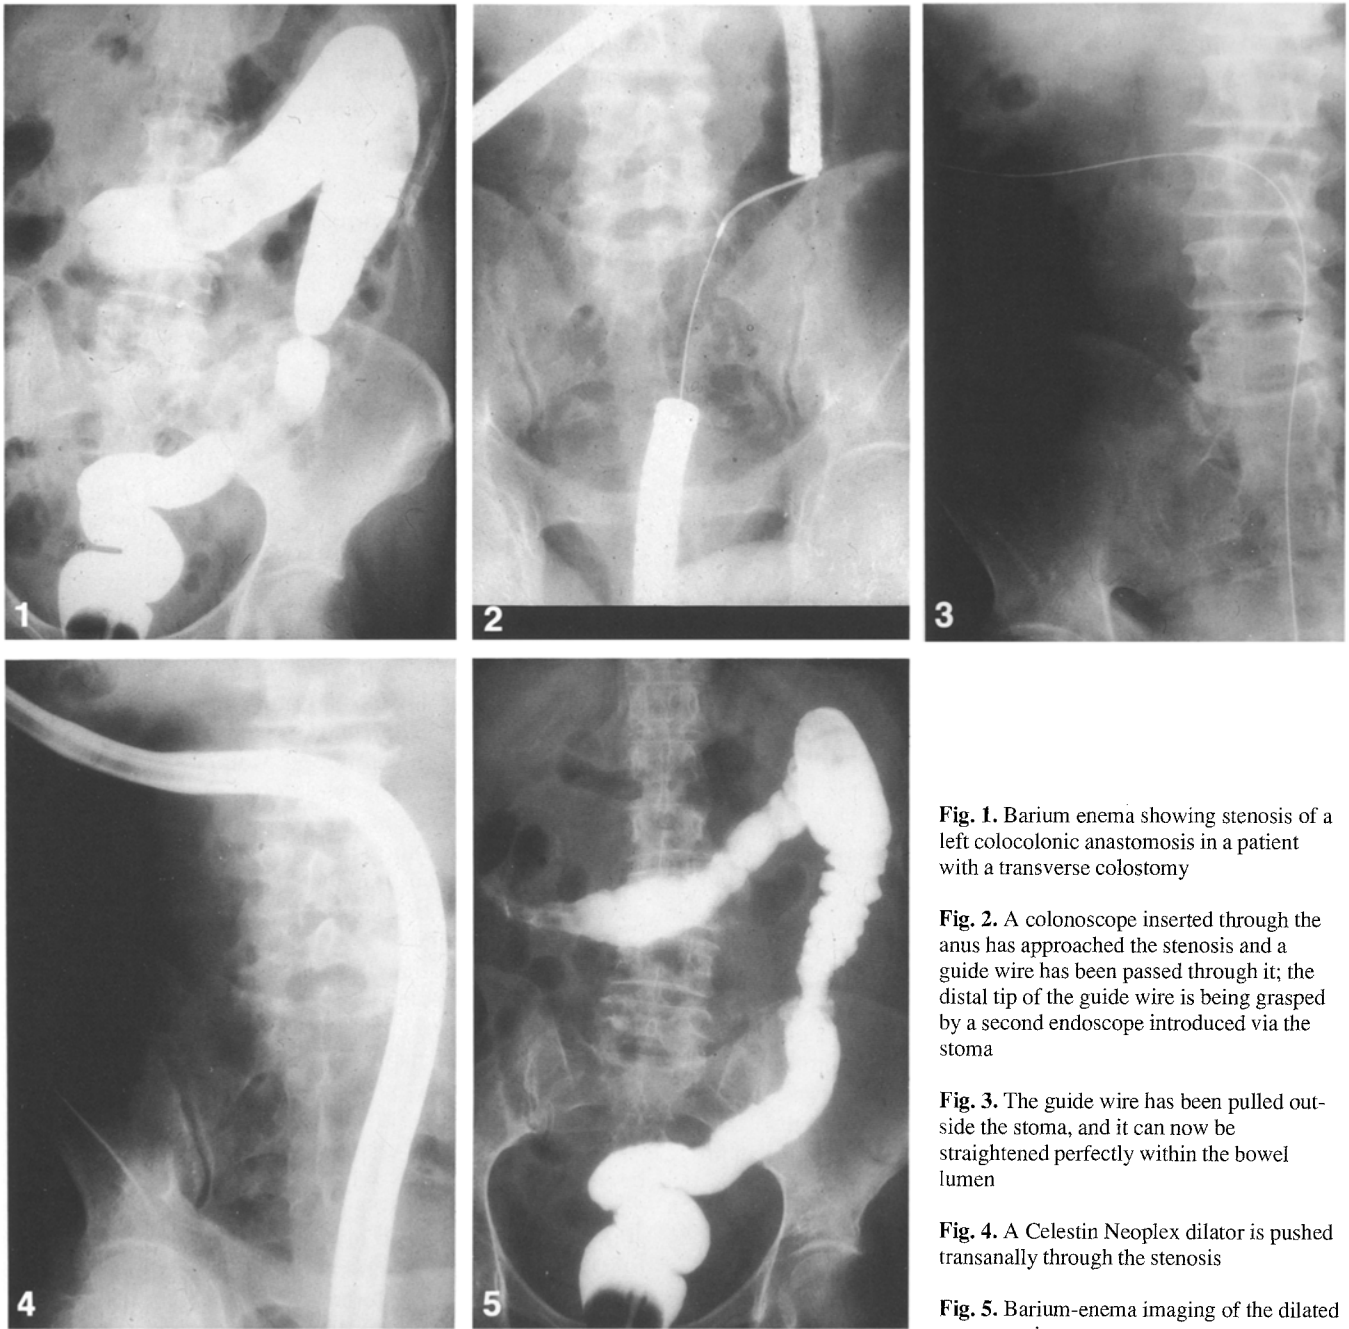 1
2
3
4
5
Fig. 1. Barium enema showing stenosis of a
left colocolonic anastomosis in a patient
with a transverse colostomy
Fig. 2. A colonoscope inserted through the
anus has approached the stenosis and a
guide wire has been passed through it; the
distal tip of the guide wire is being grasped
by a second endoscope introduced via the
stoma
Fig. 3. The guide wire has been pulled out-
side the stoma, and it can now be
straightened perfectly within the bowel
lumen
Fig. 4. A Celestin Neoplex dilator is pushed
transanally through the stenosis
Fig. 5. Barium-enema imaging of the dilated